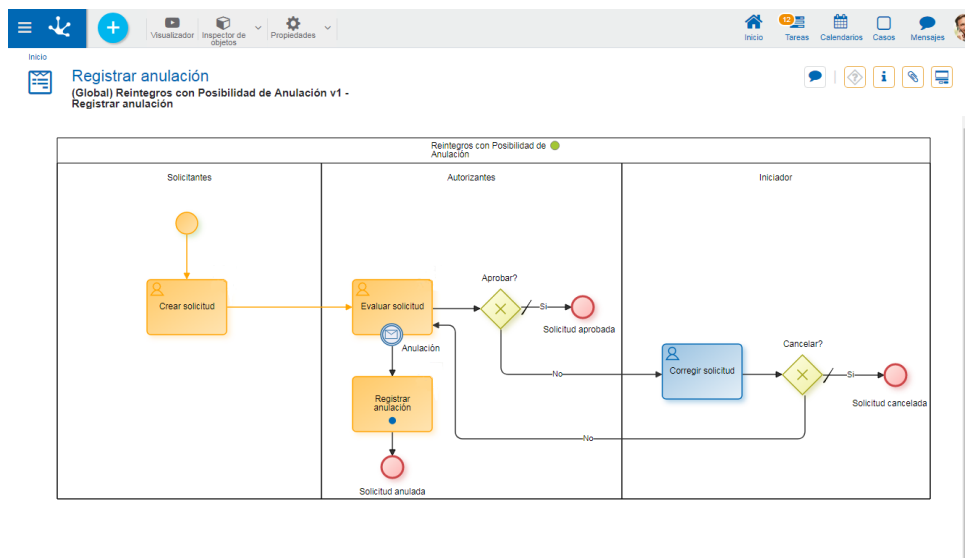 Visualizador
Inspector de
objetos
Propiedades
Inicio
12
Tareas
Calendarios
Casos
Mensajes
Inicio
Registrar anulación
(Global) Reintegros con Posibilidad de Anulación v1 -
Registrar anulación
Reintegros con Posibilidad de
Anulación
Solicitantes
Autorizantes
Iniciador
Aprobar?
Crear solicitud
Evaluar solicitud
Si
Solicitud aprobada
Anulación
Cancelar?
Corregir solicitud
No
Si
Registrar
anulación
Solicitud cancelada
No
Solicitud anulada